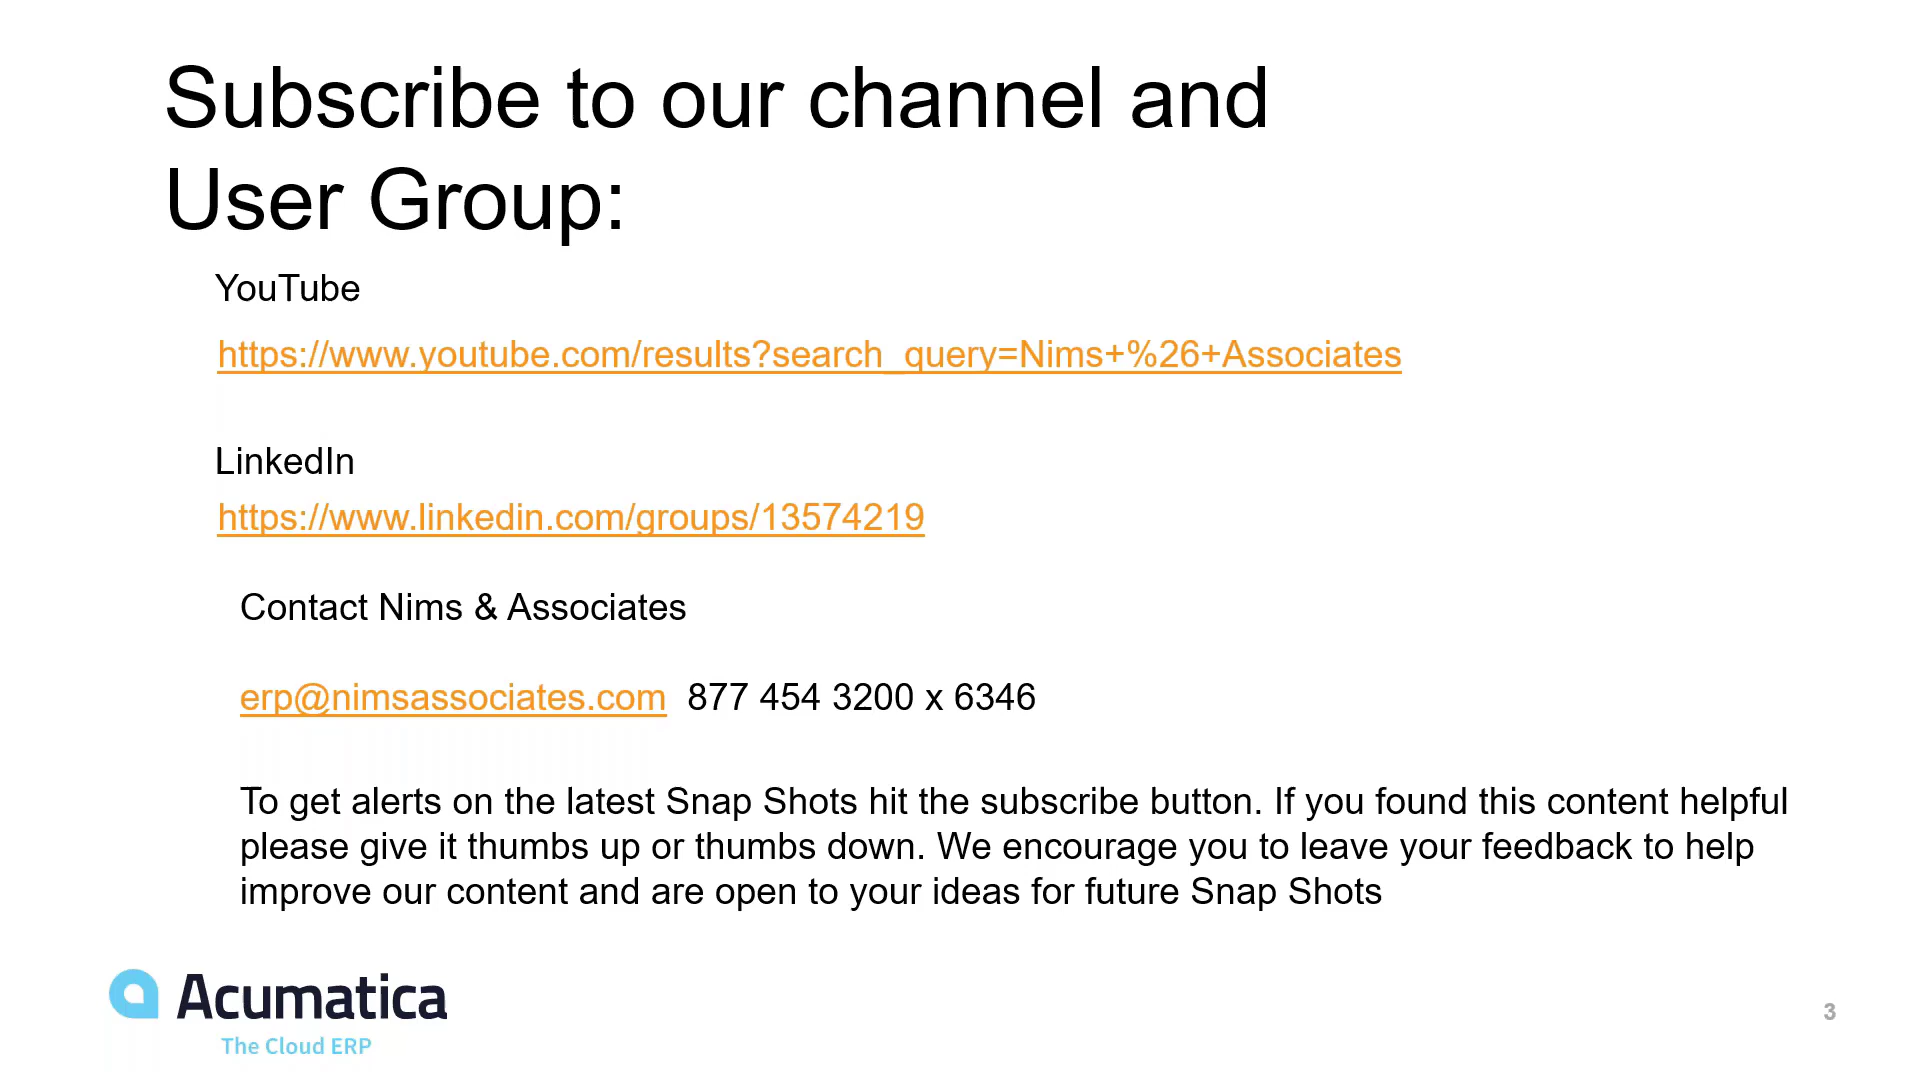 Subscribe to our channel and
User Group:
YouTube
https://www.youtube.com/results?search_query=Nims+%26+Associates
LinkedIn
https://www.linkedin.com/groups/13574219
Contact Nims & Associates
erp@nimsassociates.com 877 454 3200 x 6346
To get alerts on the latest Snap Shots hit the subscribe button. If you found this content helpful
please give it thumbs up or thumbs down. We encourage you to leave your feedback to help
improve our content and are open to your ideas for future Snap Shots
Acumatica
The Cloud ERP
3